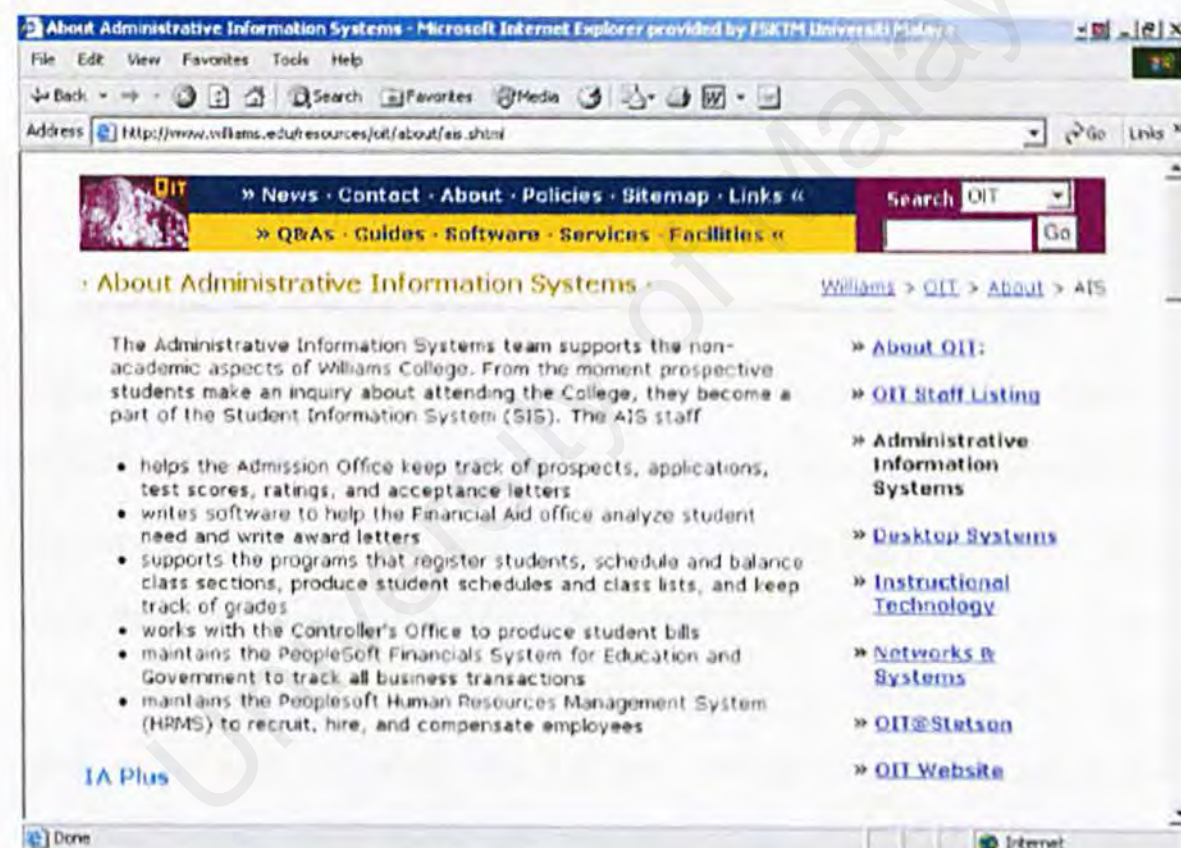 About Administrative Information Systems - Microsoft Internet Explorer provided by FSKTM Universiti Malaya
File Edit View Favorites Tools Help
Back Search Favorites Media
Address http://www.williams.edu/resources/oit/about/ais.shtml Go Links
OIT
» News · Contact · About · Policies · Sitemap · Links «
Search OIT
» Q&As · Guides · Software · Services · Facilities «
Go
· About Administrative Information Systems ·
Williams > OIT > About > AIS
The Administrative Information Systems team supports the non-
academic aspects of Williams College. From the moment prospective
students make an inquiry about attending the College, they become a
part of the Student Information System (SIS). The AIS staff
• helps the Admission Office keep track of prospects, applications,
test scores, ratings, and acceptance letters
• writes software to help the Financial Aid office analyze student
need and write award letters
• supports the programs that register students, schedule and balance
class sections, produce student schedules and class lists, and keep
track of grades
• works with the Controller's Office to produce student bills
• maintains the PeopleSoft Financials System for Education and
Government to track all business transactions
• maintains the Peoplesoft Human Resources Management System
(HRMS) to recruit, hire, and compensate employees
IA Plus
» About OIT:
» OIT Staff Listing
» Administrative
Information
Systems
» Desktop Systems
» Instructional
Technology
» Networks &
Systems
» OIT@Stetson
» OIT Website
Done
Internet
University of Malaya